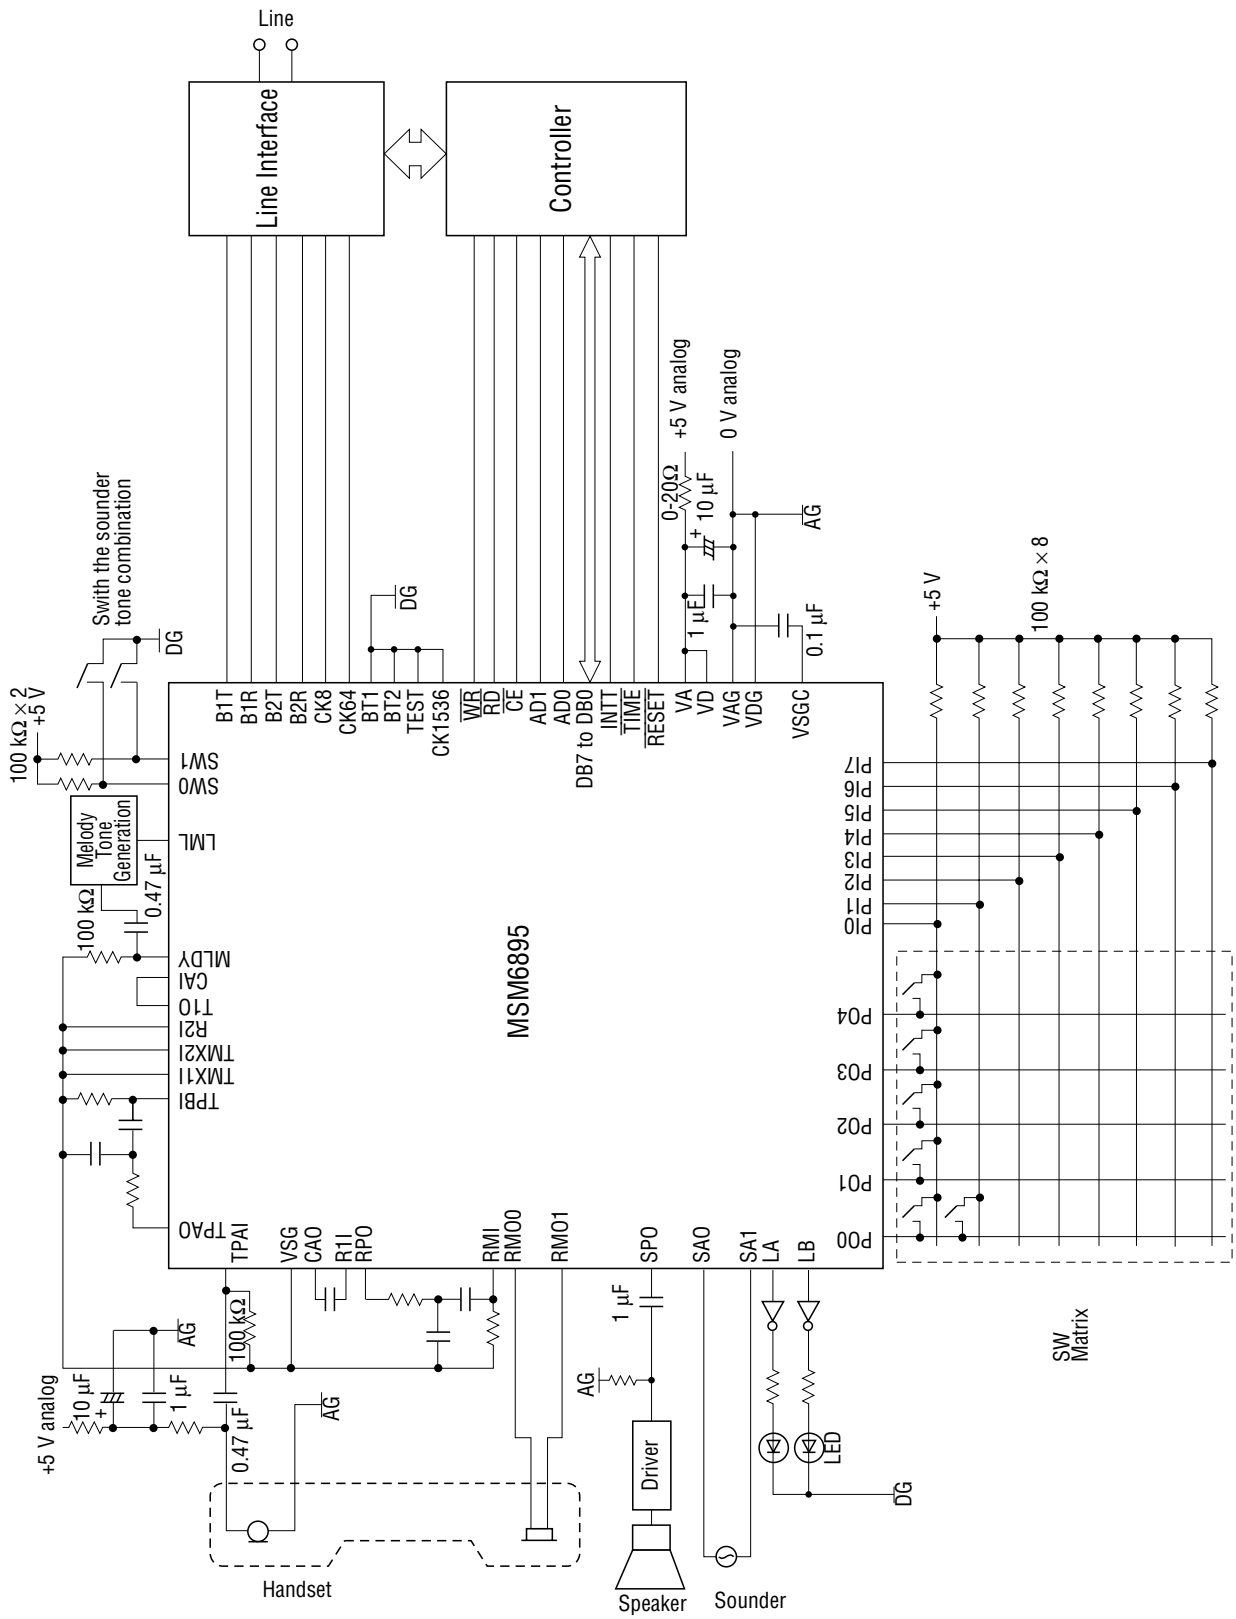 Line
Line Interface
Controller
Swith the sounder
tone combination
DG
100 kΩ × 2
+5 V
DG
+5 V analog
0 V analog
0-20Ω
10 µF
+
1 µF
0.1 µF
AG
+5 V
100 kΩ × 8
B1T
B1R
B2T
B2R
CK8
CK64
BT1
BT2
TEST
CK1536
WR
RD
CE
AD1
AD0
DB7 to DB0
INTT
TIME
RESET
VA
VD
VAG
VDG
VSGC
SW1
SW0
LML
Melody
Tone
Generation
0.47 µF
100 kΩ
MLDY
CAI
T1O
R2I
TMX2I
TMX1I
TPBI
TPAO
MSM6895
PI7
PI6
PI5
PI4
PI3
PI2
PI1
PI0
PO4
PO3
PO2
PO1
PO0
TPAI
VSG
CAO
R1I
RPO
RMI
RMO0
RMO1
SPO
SAO
SA1
LA
LB
100 kΩ
AG
+5 V analog
10 µF
+
1 µF
0.47 µF
AG
1 µF
AG
Driver
LED
DG
SW
Matrix
Handset
Speaker
Sounder